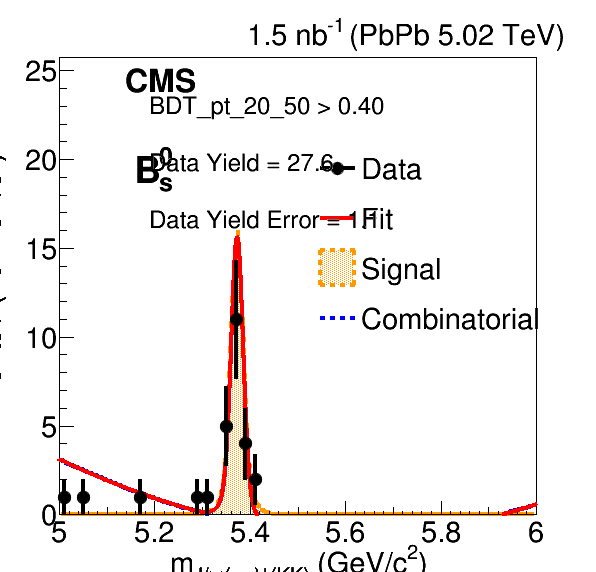 1.5 nb-1 (PbPb 5.02 TeV)
25
CMS
BDT_pt_20_50 > 0.40
20
B0s
Data Yield = 27.6
Data
Data Yield Error =
Fit
15
Signal
10
Combinatorial
5
0
5 5.2 5.4 5.6 5.8 6
(GeV/c2)